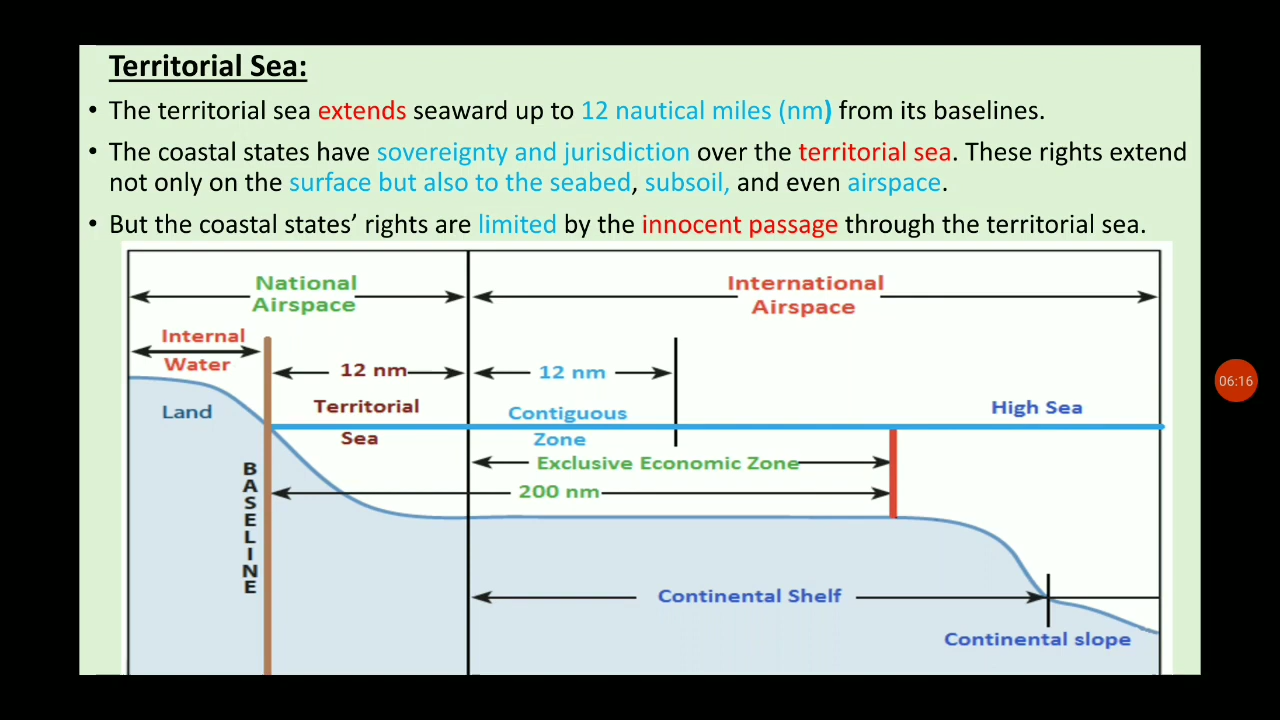 Territorial Sea:
• The territorial sea extends seaward up to 12 nautical miles (nm) from its baselines.
• The coastal states have sovereignty and jurisdiction over the territorial sea. These rights extend
not only on the surface but also to the seabed, subsoil, and even airspace.
• But the coastal states’ rights are limited by the innocent passage through the territorial sea.
National
Airspace
International
Airspace
Internal
Water
12 nm
12 nm
Land
Territorial
Sea
Contiguous
Zone
High Sea
Exclusive Economic Zone
200 nm
BASELINE
Continental Shelf
Continental slope
06:16